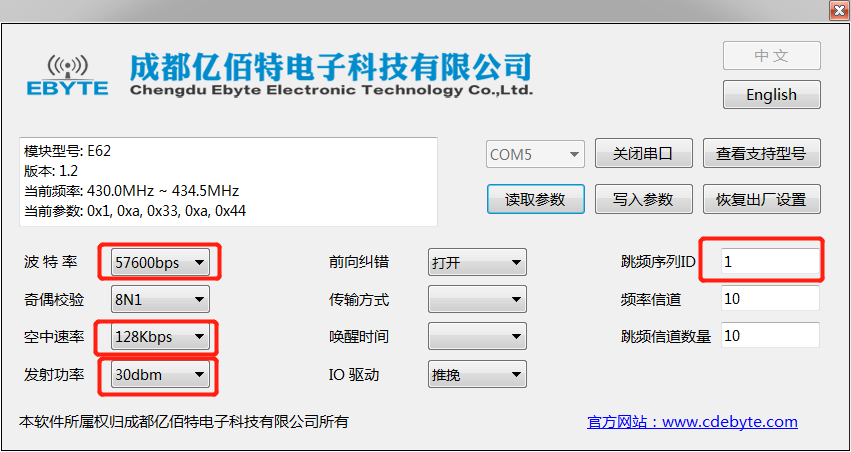 EBYTE
成都亿佰特电子科技有限公司
Chengdu Ebyte Electronic Technology Co.,Ltd.
中 文
English
模块型号: E62
版本: 1.2
当前频率: 430.0MHz ~ 434.5MHz
当前参数: 0x1, 0xa, 0x33, 0xa, 0x44
COM5
关闭串口
查看支持型号
读取参数
写入参数
恢复出厂设置
波 特 率 57600bps 前向纠错 打开 跳频序列ID 1
奇偶校验 8N1 传输方式 频率信道 10
空中速率 128Kbps 唤醒时间 跳频信道数量 10
发射功率 30dbm IO 驱动 推挽
本软件所属权归成都亿佰特电子科技有限公司所有
官方网站：www.cdebyte.com